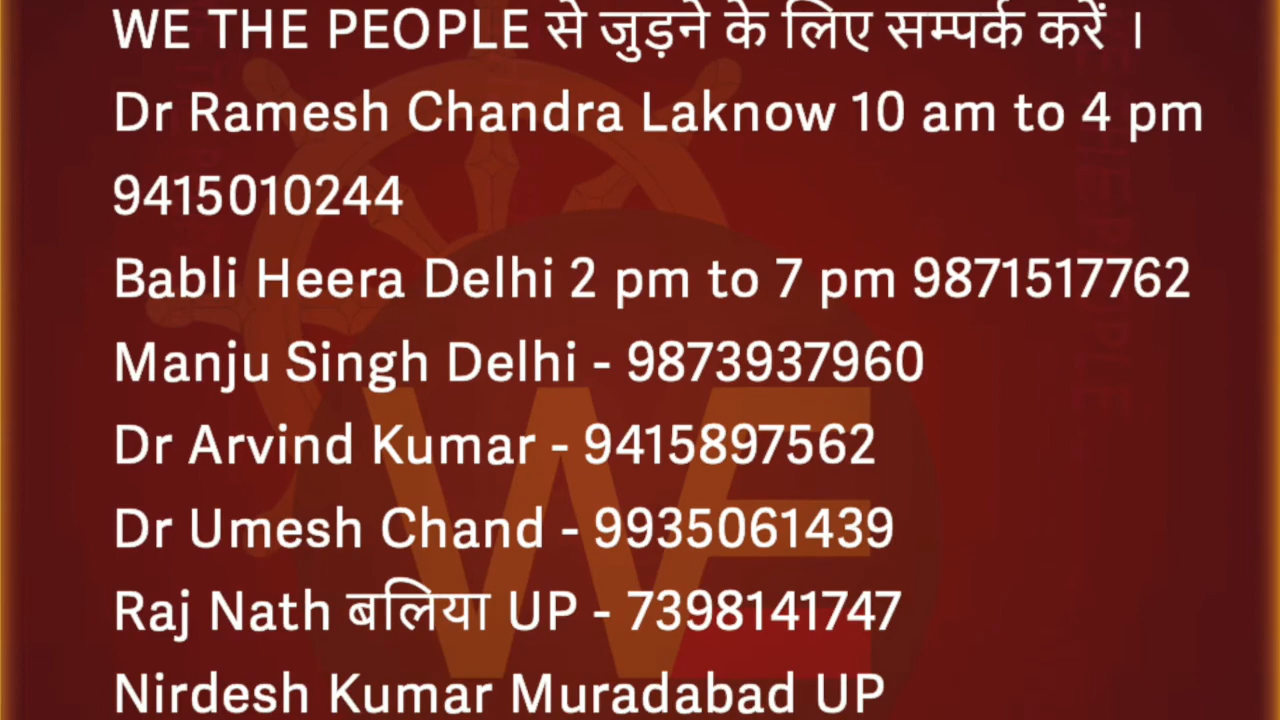 WE THE PEOPLE से जुड़ने के लिए सम्पर्क करें ।
Dr Ramesh Chandra Laknow 10 am to 4 pm
9415010244
Babli Heera Delhi 2 pm to 7 pm 9871517762
Manju Singh Delhi - 9873937960
Dr Arvind Kumar - 9415897562
Dr Umesh Chand - 9935061439
Raj Nath बलिया UP - 7398141747
Nirdesh Kumar Muradabad UP
WE